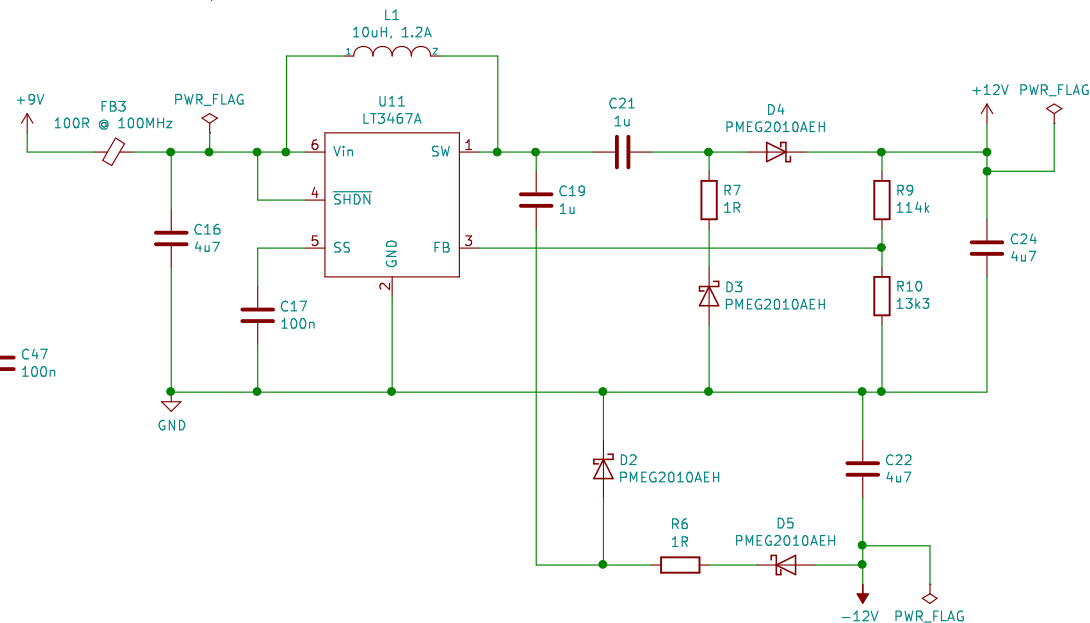 L1
10uH, 1.2A
1 2
+9V
FB3
100R @ 100MHz
PWR_FLAG
U11
LT3467A
C21
1u
D4
PMEG2010AEH
+12V PWR_FLAG
6 Vin
SW 1
4 SHDN
5 SS
GND
2
FB 3
C19
1u
R7
1R
R9
114k
C16
4u7
C24
4u7
D3
PMEG2010AEH
R10
13k3
C17
100n
C47
100n
GND
D2
PMEG2010AEH
C22
4u7
R6
1R
D5
PMEG2010AEH
-12V PWR_FLAG